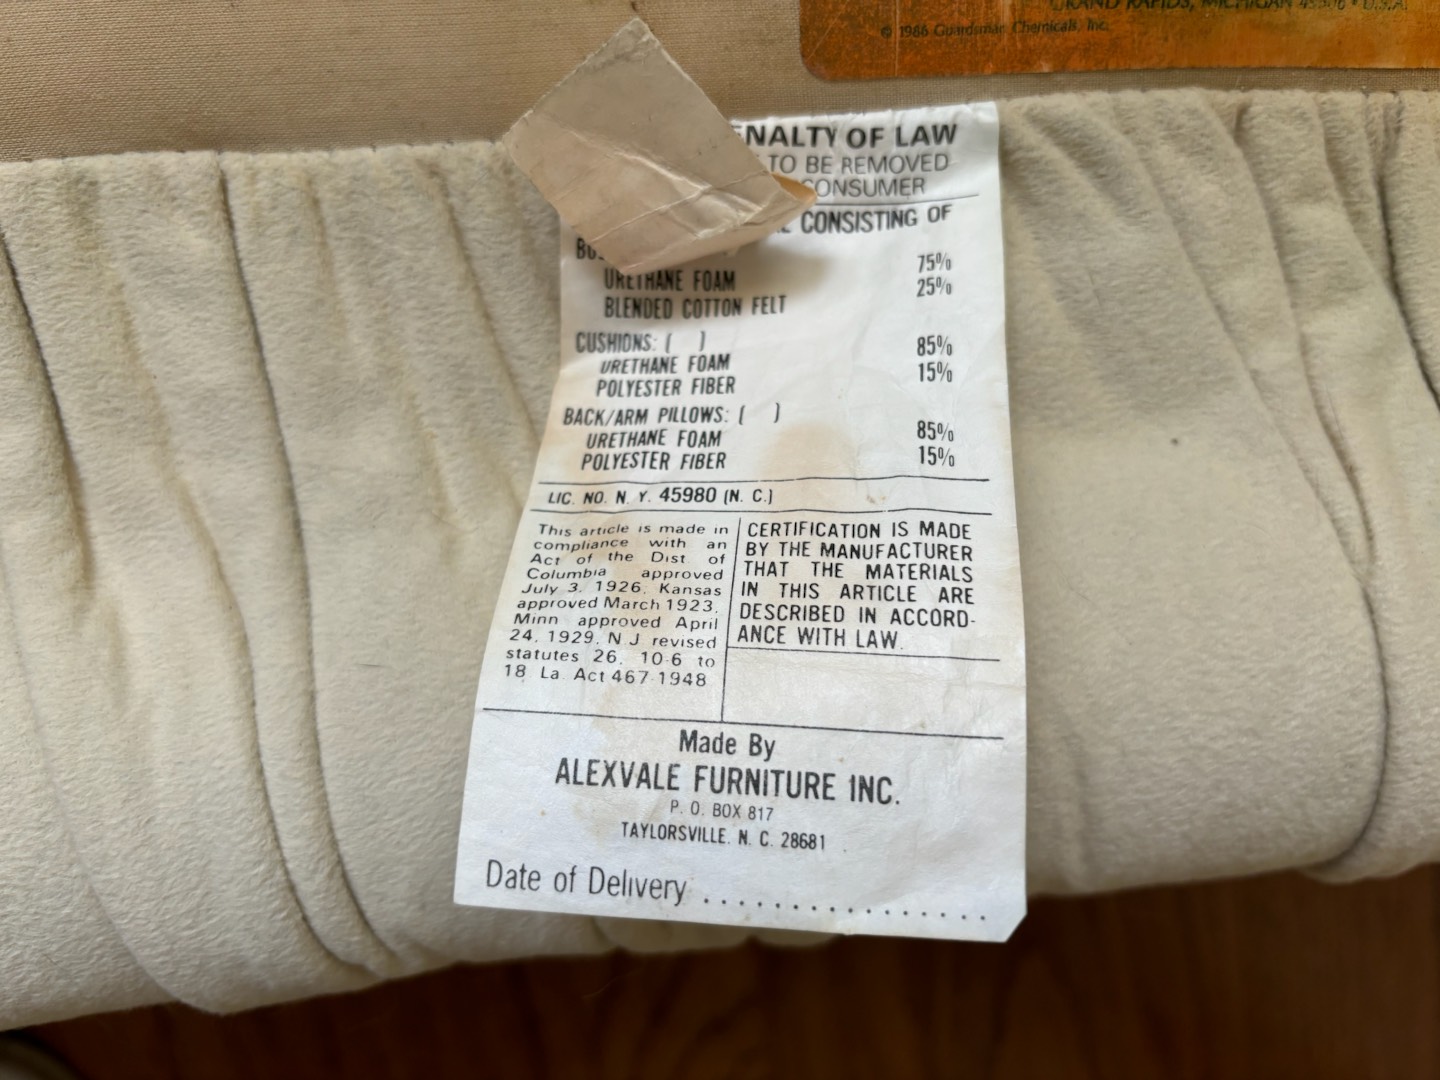 GRAND RAPIDS, MICHIGAN U.S.A.
© 1986 Guardsman Chemicals, Inc.
ENALTY OF LAW
TO BE REMOVED
CONSUMER
CONSISTING OF
75%
URETHANE FOAM 25%
BLENDED COTTON FELT
CUSHIONS: ( ) 85%
URETHANE FOAM 15%
POLYESTER FIBER
BACK/ARM PILLOWS: ( )
URETHANE FOAM 85%
POLYESTER FIBER 15%
LIC. NO. N. Y. 45980 (N. C.)
This article is made in
compliance with an
Act of the Dist. of
Columbia approved
July 3, 1926, Kansas
approved March 1923,
Minn approved April
24, 1929, N J revised
statutes 26. 10-6 to
18 La Act 467-1948
CERTIFICATION IS MADE
BY THE MANUFACTURER
THAT THE MATERIALS
IN THIS ARTICLE ARE
DESCRIBED IN ACCORD-
ANCE WITH LAW.
Made By
ALEXVALE FURNITURE INC.
P. O. BOX 817
TAYLORSVILLE, N. C. 28681
Date of Delivery ................